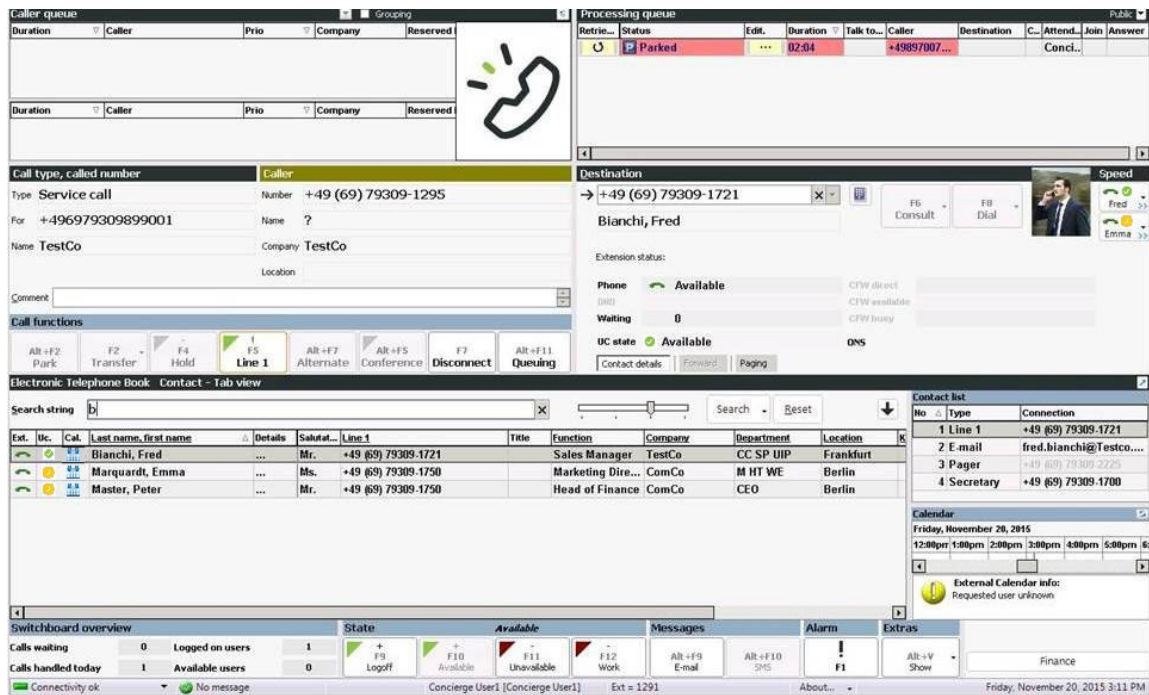 Caller queue Grouping
Duration Caller Prio Company Reserved
Duration Caller Prio Company Reserved
Processing queue Public
Retrie... Status Edit. Duration Talk to... Caller Destination C... Attend... Join Answer
P Parked ... 02:04 +49897007... Conci..
Call type, called number
Type Service call
For +496979309899001
Name TestCo
Caller
Number +49 (69) 79309-1295
Name ?
Company TestCo
Location
Comment
Call functions
Alt+F2 Park
F2 Transfer
F4 Hold
F5 Line 1
Alt+F7 Alternate
Alt+F5 Conference
F7 Disconnect
Alt+F11 Queuing
Destination Speed
+49 (69) 79309-1721
Bianchi, Fred
F6 Consult
F8 Dial
Fred >>
Emma >>
Extension status:
Phone Available CFW direct
DND CFW available
Waiting 0 CFW busy
UC state Available ONS
Contact details Forward Paging
Electronic Telephone Book Contact - Tab view
Search string b Search Reset
Ext. Uc. Cal. Last name, first name Details Salutat... Line 1 Title Function Company Department Location K
Bianchi, Fred ... Mr. +49 (69) 79309-1721 Sales Manager TestCo CC SP UIP Frankfurt
Marquardt, Emma ... Ms. +49 (69) 79309-1750 Marketing Dire... ComCo M HT WE Berlin
Master, Peter ... Mr. +49 (69) 79309-1750 Head of Finance ComCo CEO Berlin
Contact list
No Type Connection
1 Line 1 +49 (69) 79309-1721
2 E-mail fred.bianchi@Testco....
3 Pager +49 (69) 79309-2225
4 Secretary +49 (69) 79309-1700
Calendar
Friday, November 20, 2015
12:00pm 1:00pm 2:00pm 3:00pm 4:00pm 5:00pm 6:
External Calendar info:
Requested user unknown
Switchboard overview
Calls waiting 0 Logged on users 1
Calls handled today 1 Available users 0
State Available
+ F9 Logoff
+ F10 Available
- F11 Unavailable
- F12 Work
Messages
Alt+F9 E-mail
Alt+F10 SMS
Alarm
! F1
Extras
Alt+V Show
Finance
Connectivity ok No message Concierge User1 [Concierge User1] Ext = 1291 About... Friday, November 20, 2015 3:11 PM